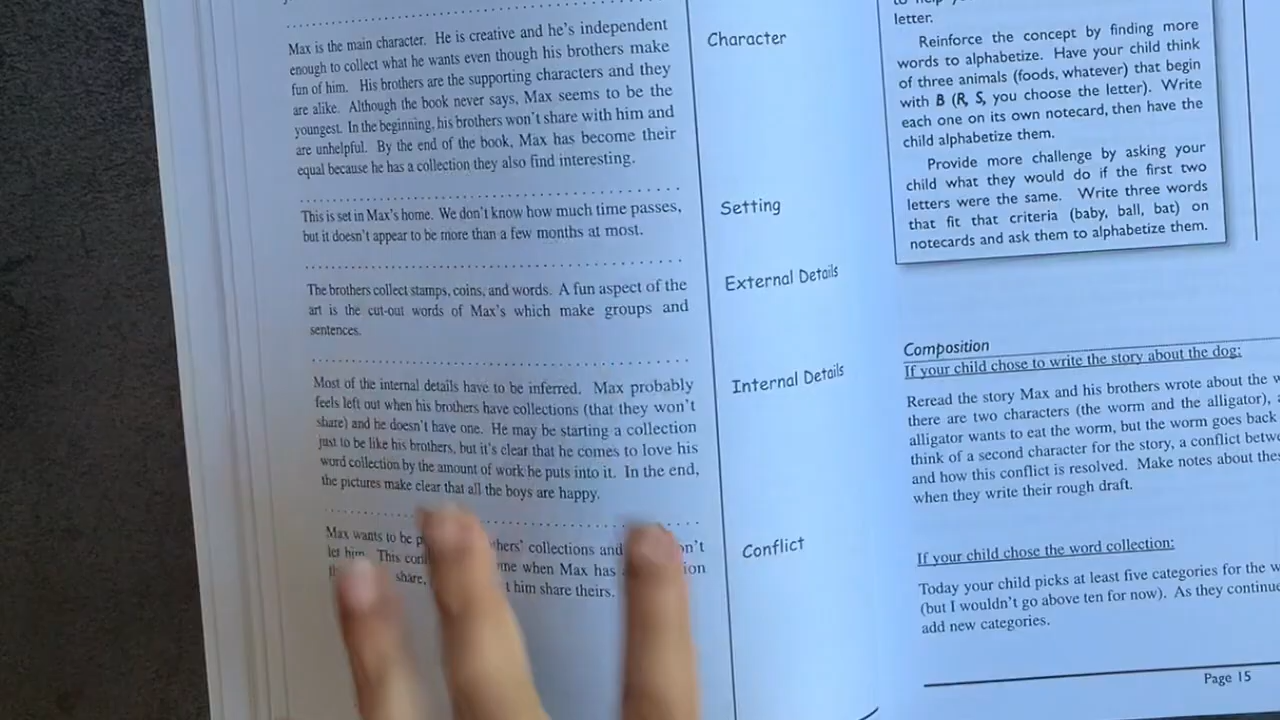 Max is the main character. He is creative and he's independent
enough to collect what he wants even though his brothers make
fun of him. His brothers are the supporting characters and they
are alike. Although the book never says, Max seems to be the
youngest. In the beginning, his brothers won't share with him and
are unhelpful. By the end of the book, Max has become their
equal because he has a collection they also find interesting.
Character
This is set in Max's home. We don't know how much time passes,
but it doesn't appear to be more than a few months at most.
Setting
The brothers collect stamps, coins, and words. A fun aspect of the
art is the cut-out words of Max's which make groups and
sentences.
External Details
Most of the internal details have to be inferred. Max probably
feels left out when his brothers have collections (that they won't
share) and he doesn't have one. He may be starting a collection
just to be like his brothers, but it's clear that he comes to love his
word collection by the amount of work he puts into it. In the end,
the pictures make clear that all the boys are happy.
Internal Details
Max wants to be collections and
let him. This when Max has
share, him share theirs.
Conflict
letter.
Reinforce the concept by finding more
words to alphabetize. Have your child think
of three animals (foods, whatever) that begin
with B (R, S, you choose the letter). Write
each one on its own notecard, then have the
child alphabetize them.
Provide more challenge by asking your
child what they would do if the first two
letters were the same. Write three words
that fit that criteria (baby, ball, bat) on
notecards and ask them to alphabetize them.
Composition
If your child chose to write the story about the dog:
Reread the story Max and his brothers wrote about the
there are two characters (the worm and the alligator),
alligator wants to eat the worm, but the worm goes back
think of a second character for the story, a conflict
and how this conflict is resolved. Make notes about
when they write their rough draft.
If your child chose the word collection:
Today your child picks at least five categories for the
(but I wouldn't go above ten for now). As they continue
add new categories.
Page 15